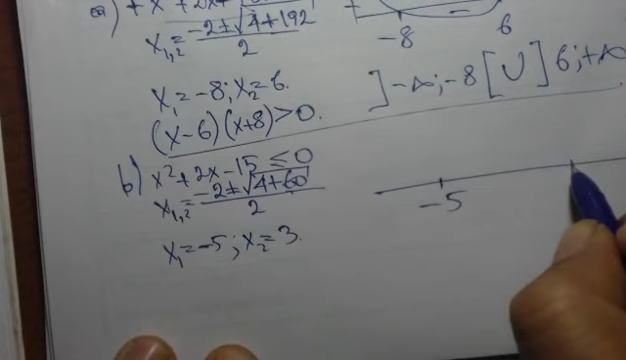 a) + x + 2x
x₁,₂ = (-2±√(4+192))/2
+ -8 - 6
x₁=-8; x₂=6.
]-∞;-8[ U ]6;+∞
(x-6)(x+8)>0.
b) x²+2x-15 ≤0
x₁,₂ = (-2±√(4+60))/2
-5
x₁=-5; x₂=3.